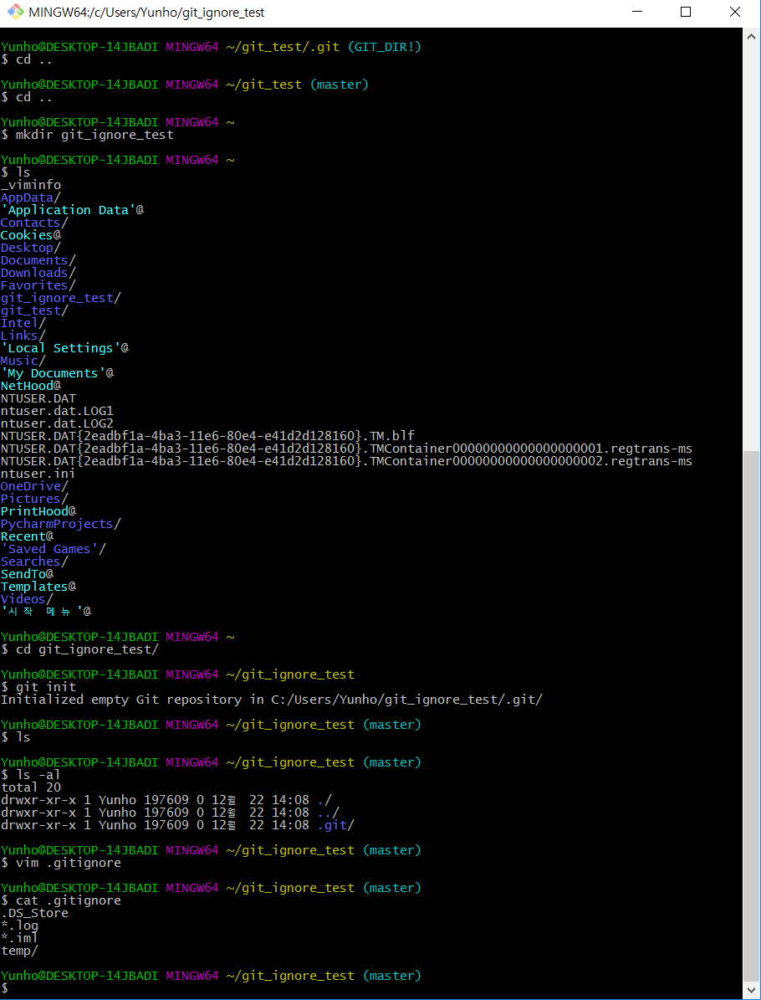 MINGW64:/c/Users/Yunho/git_ignore_test
Yunho@DESKTOP-14JBADI MINGW64 ~/git_test/.git (GIT_DIR!)
$ cd ..
Yunho@DESKTOP-14JBADI MINGW64 ~/git_test (master)
$ cd ..
Yunho@DESKTOP-14JBADI MINGW64 ~
$ mkdir git_ignore_test
Yunho@DESKTOP-14JBADI MINGW64 ~
$ ls
_viminfo
AppData/
'Application Data'@
Contacts/
Cookies@
Desktop/
Documents/
Downloads/
Favorites/
git_ignore_test/
git_test/
Intel/
Links/
'Local Settings'@
Music/
'My Documents'@
NetHood@
NTUSER.DAT
ntuser.dat.LOG1
ntuser.dat.LOG2
NTUSER.DAT{2eadbf1a-4ba3-11e6-80e4-e41d2d128160}.TM.blf
NTUSER.DAT{2eadbf1a-4ba3-11e6-80e4-e41d2d128160}.TMContainer00000000000000000001.regtrans-ms
NTUSER.DAT{2eadbf1a-4ba3-11e6-80e4-e41d2d128160}.TMContainer00000000000000000002.regtrans-ms
ntuser.ini
OneDrive/
Pictures/
PrintHood@
PycharmProjects/
Recent@
'Saved Games'/
Searches/
SendTo@
Templates@
Videos/
'시작 메뉴'@
Yunho@DESKTOP-14JBADI MINGW64 ~
$ cd git_ignore_test/
Yunho@DESKTOP-14JBADI MINGW64 ~/git_ignore_test
$ git init
Initialized empty Git repository in C:/Users/Yunho/git_ignore_test/.git/
Yunho@DESKTOP-14JBADI MINGW64 ~/git_ignore_test (master)
$ ls
Yunho@DESKTOP-14JBADI MINGW64 ~/git_ignore_test (master)
$ ls -al
total 20
drwxr-xr-x 1 Yunho 197609 0 12월 22 14:08 ./
drwxr-xr-x 1 Yunho 197609 0 12월 22 14:08 ../
drwxr-xr-x 1 Yunho 197609 0 12월 22 14:08 .git/
Yunho@DESKTOP-14JBADI MINGW64 ~/git_ignore_test (master)
$ vim .gitignore
Yunho@DESKTOP-14JBADI MINGW64 ~/git_ignore_test (master)
$ cat .gitignore
.DS_Store
*.log
*.iml
temp/
Yunho@DESKTOP-14JBADI MINGW64 ~/git_ignore_test (master)
$